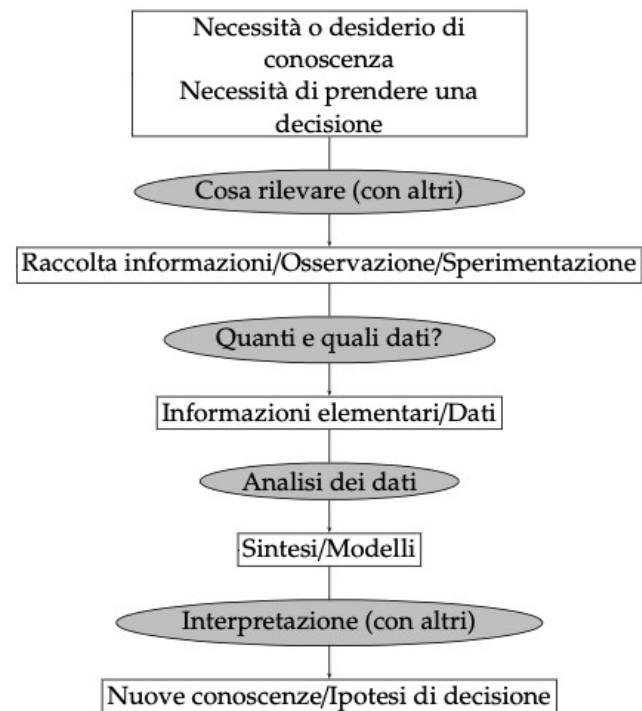 Necessità o desiderio di
conoscenza
Necessità di prendere una
decisione
Cosa rilevare (con altri)
Raccolta informazioni/Osservazione/Sperimentazione
Quanti e quali dati?
Informazioni elementari/Dati
Analisi dei dati
Sintesi/Modelli
Interpretazione (con altri)
Nuove conoscenze/Ipotesi di decisione